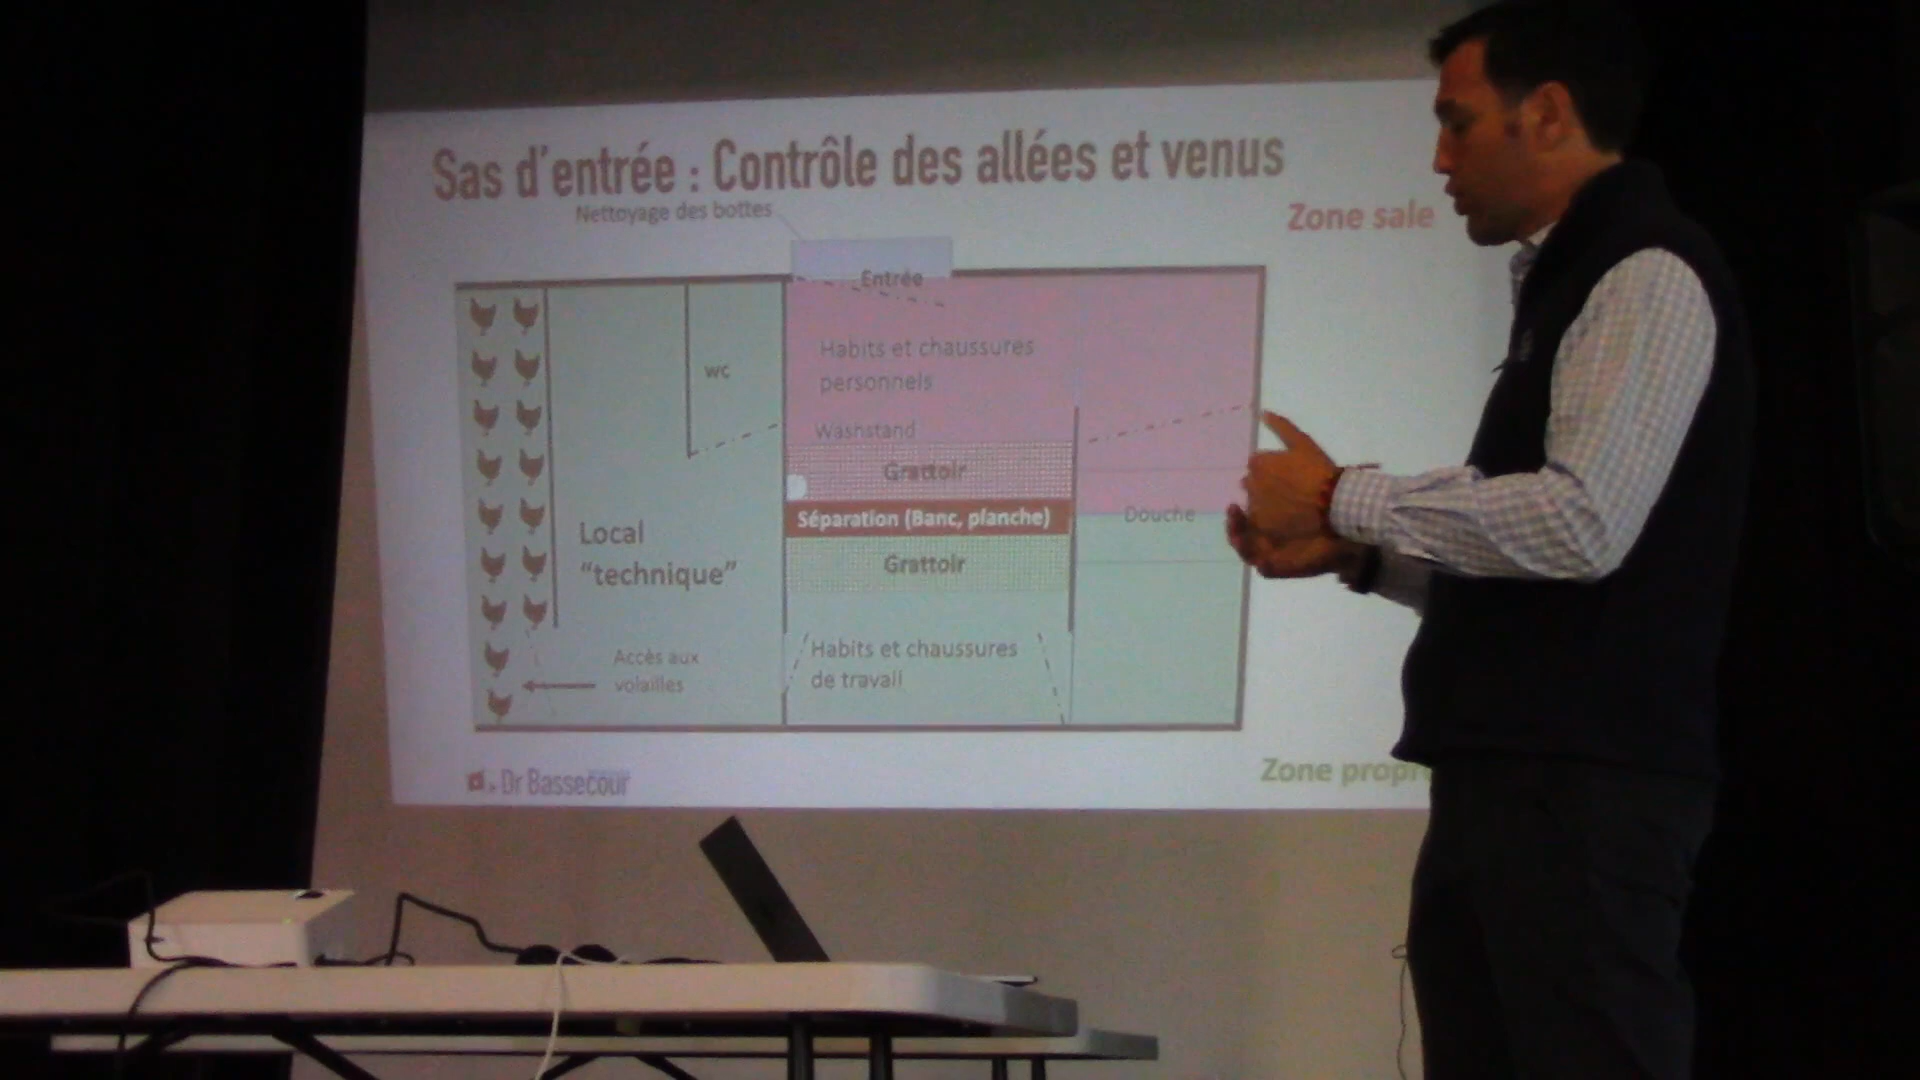 Sas d'entrée : Contrôle des allées et venus
Nettoyage des bottes
Zone sale
Entrée
Habits et chaussures
personnels
wc
Washstand
Grattoir
Séparation (Banc, planche)
Douche
Grattoir
Local
“technique”
Habits et chaussures
de travail
Accès aux
volailles
Dr Bassecour
Zone propr